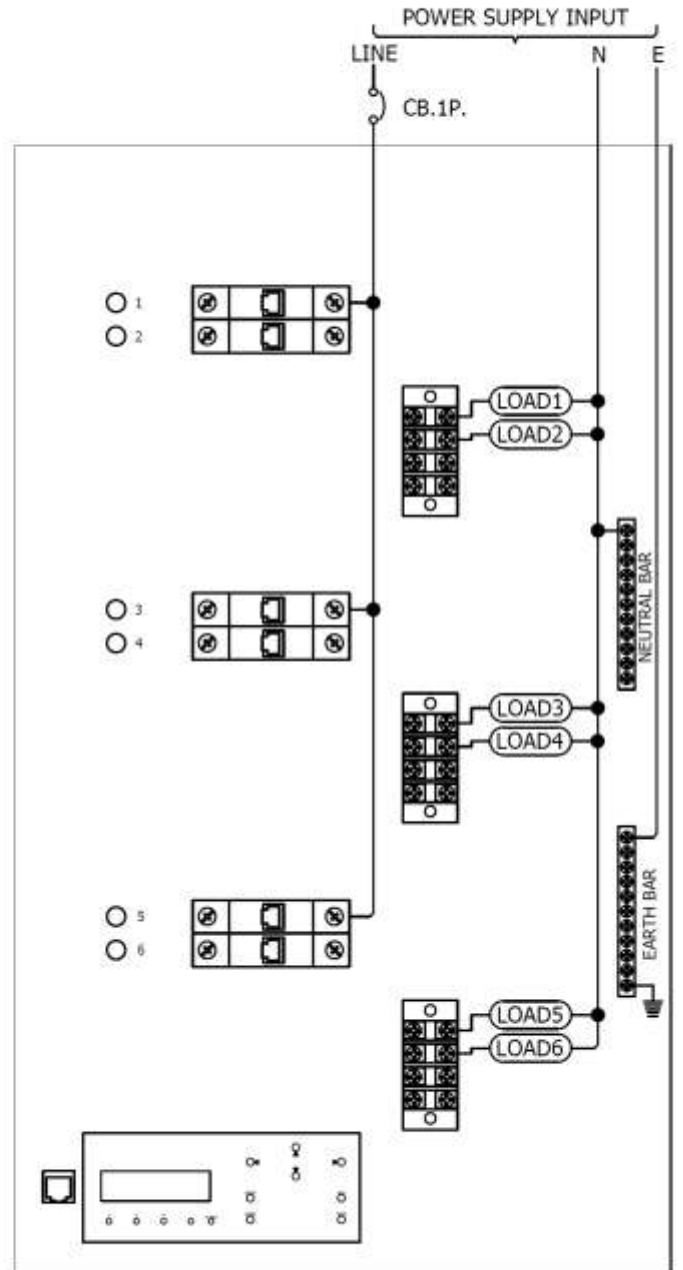 POWER SUPPLY INPUT
LINE N E
CB.1P.
1
2
LOAD1
LOAD2
NEUTRAL BAR
3
4
LOAD3
LOAD4
EARTH BAR
5
6
LOAD5
LOAD6